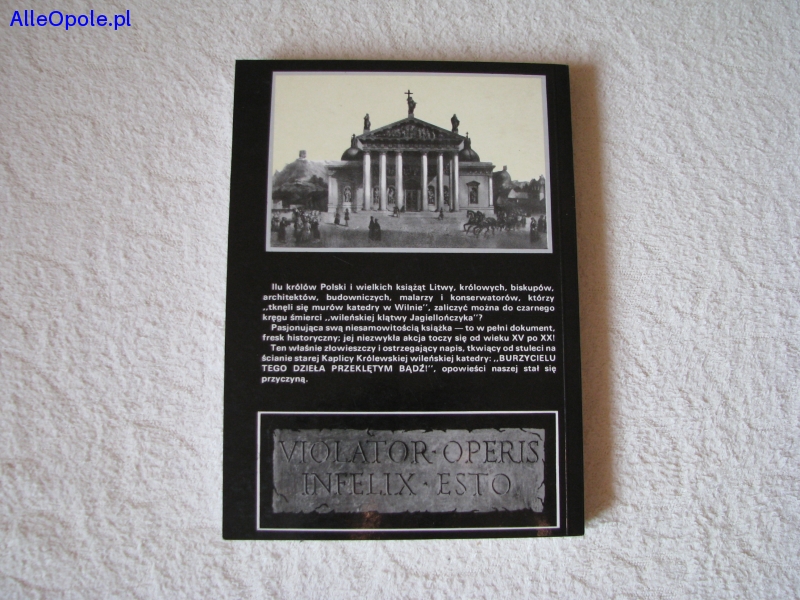 AlleOpole.pl
Ilu królów Polski i wielkich książąt Litwy, królowych, biskupów,
architektów, budowniczych, malarzy i konserwatorów, którzy
,,tknęli się murów katedry w Wilnie", zaliczyć można do czarnego
kręgu śmierci ,,wileńskiej klątwy Jagiellończyka"?
Pasjonująca swą niesamowitością książka — to w pełni dokument,
fresk historyczny; jej niezwykła akcja toczy się od wieku XV po XX!
Ten właśnie złowieszczy i ostrzegający napis, tkwiący od stuleci na
ścianie starej Kaplicy Królewskiej wileńskiej katedry: ,,BURZYCIELU
TEGO DZIEŁA PRZEKLĘTYM BĄDŹ!", opowieści naszej stał się
przyczyną.
VIOLATOR·OPERIS
INFELIX·ESTO